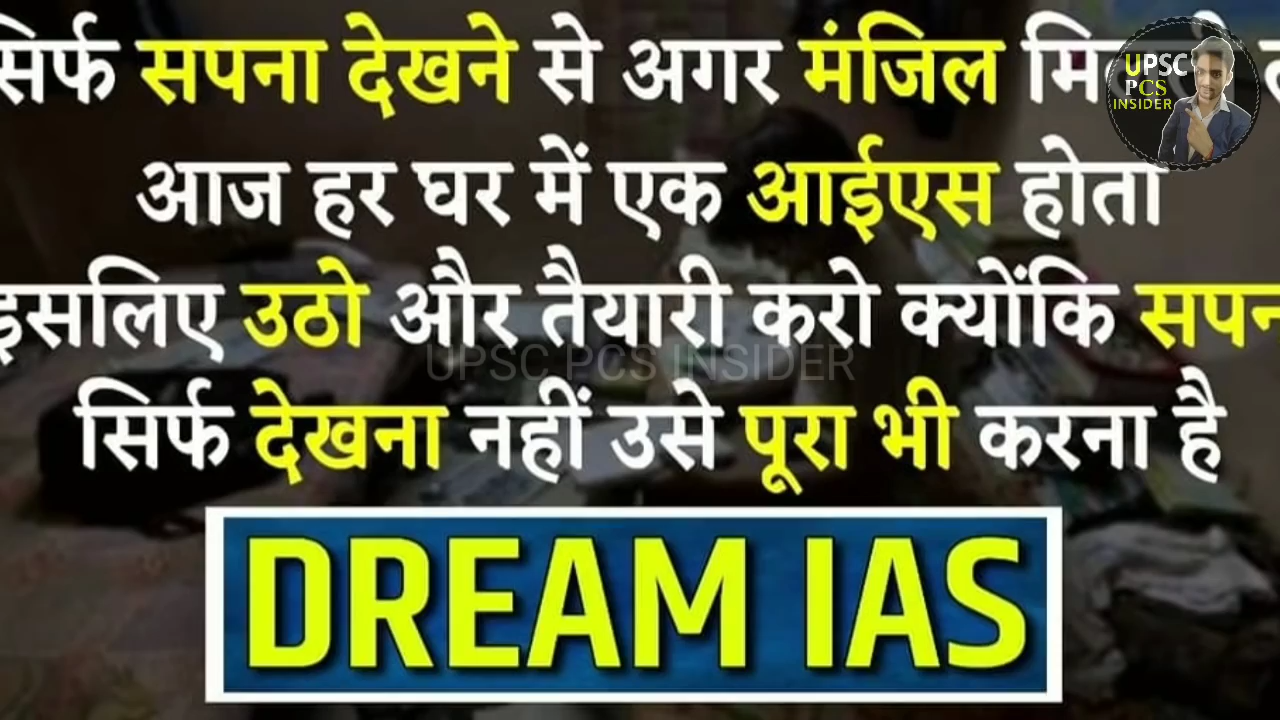 सिर्फ सपना देखने से अगर मंजिल
UPSC
PCS
INSIDER
आज हर घर में एक आईएस होता
इसलिए उठो और तैयारी करो क्योंकि
UPSC PCS INSIDER
सिर्फ देखना नहीं उसे पूरा भी करना है
DREAM IAS